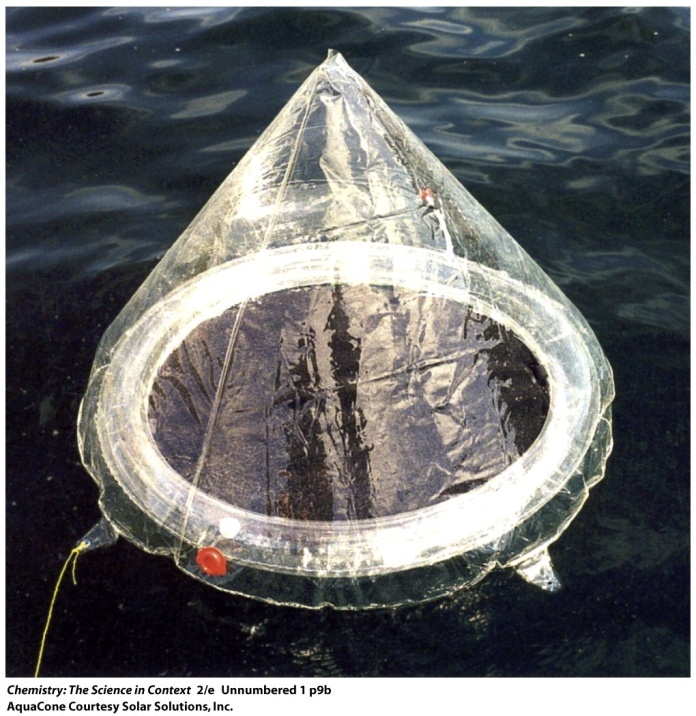 Chemistry: The Science in Context 2/e Unnumbered 1 p9b
AquaCone Courtesy Solar Solutions, Inc.